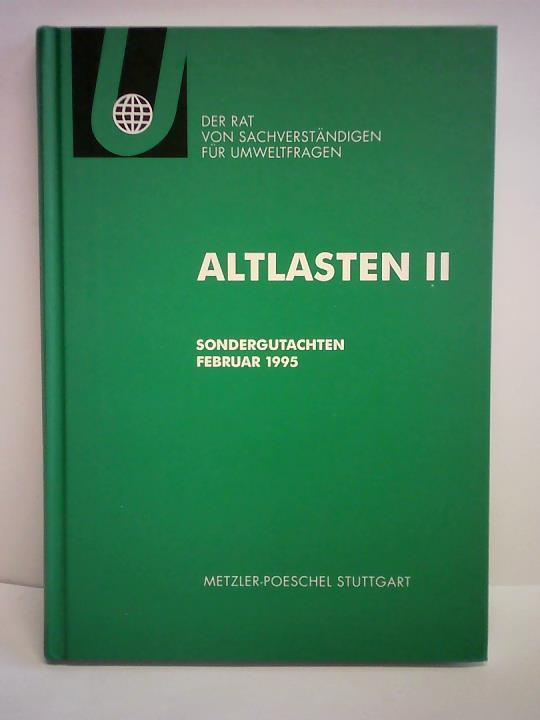 U
DER RAT
VON SACHVERSTÄNDIGEN
FÜR UMWELTFRAGEN
ALTLASTEN II
SONDERGUTACHTEN
FEBRUAR 1995
METZLER-POESCHEL STUTTGART